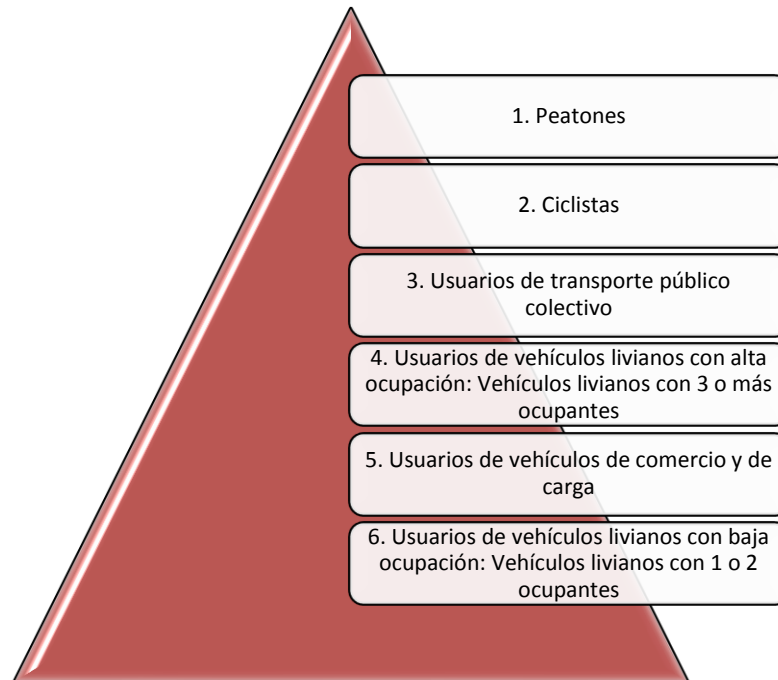 1. Peatones
2. Ciclistas
3. Usuarios de transporte público
colectivo
4. Usuarios de vehículos livianos con alta
ocupación: Vehículos livianos con 3 o más
ocupantes
5. Usuarios de vehículos de comercio y de
carga
6. Usuarios de vehículos livianos con baja
ocupación: Vehículos livianos con 1 o 2
ocupantes